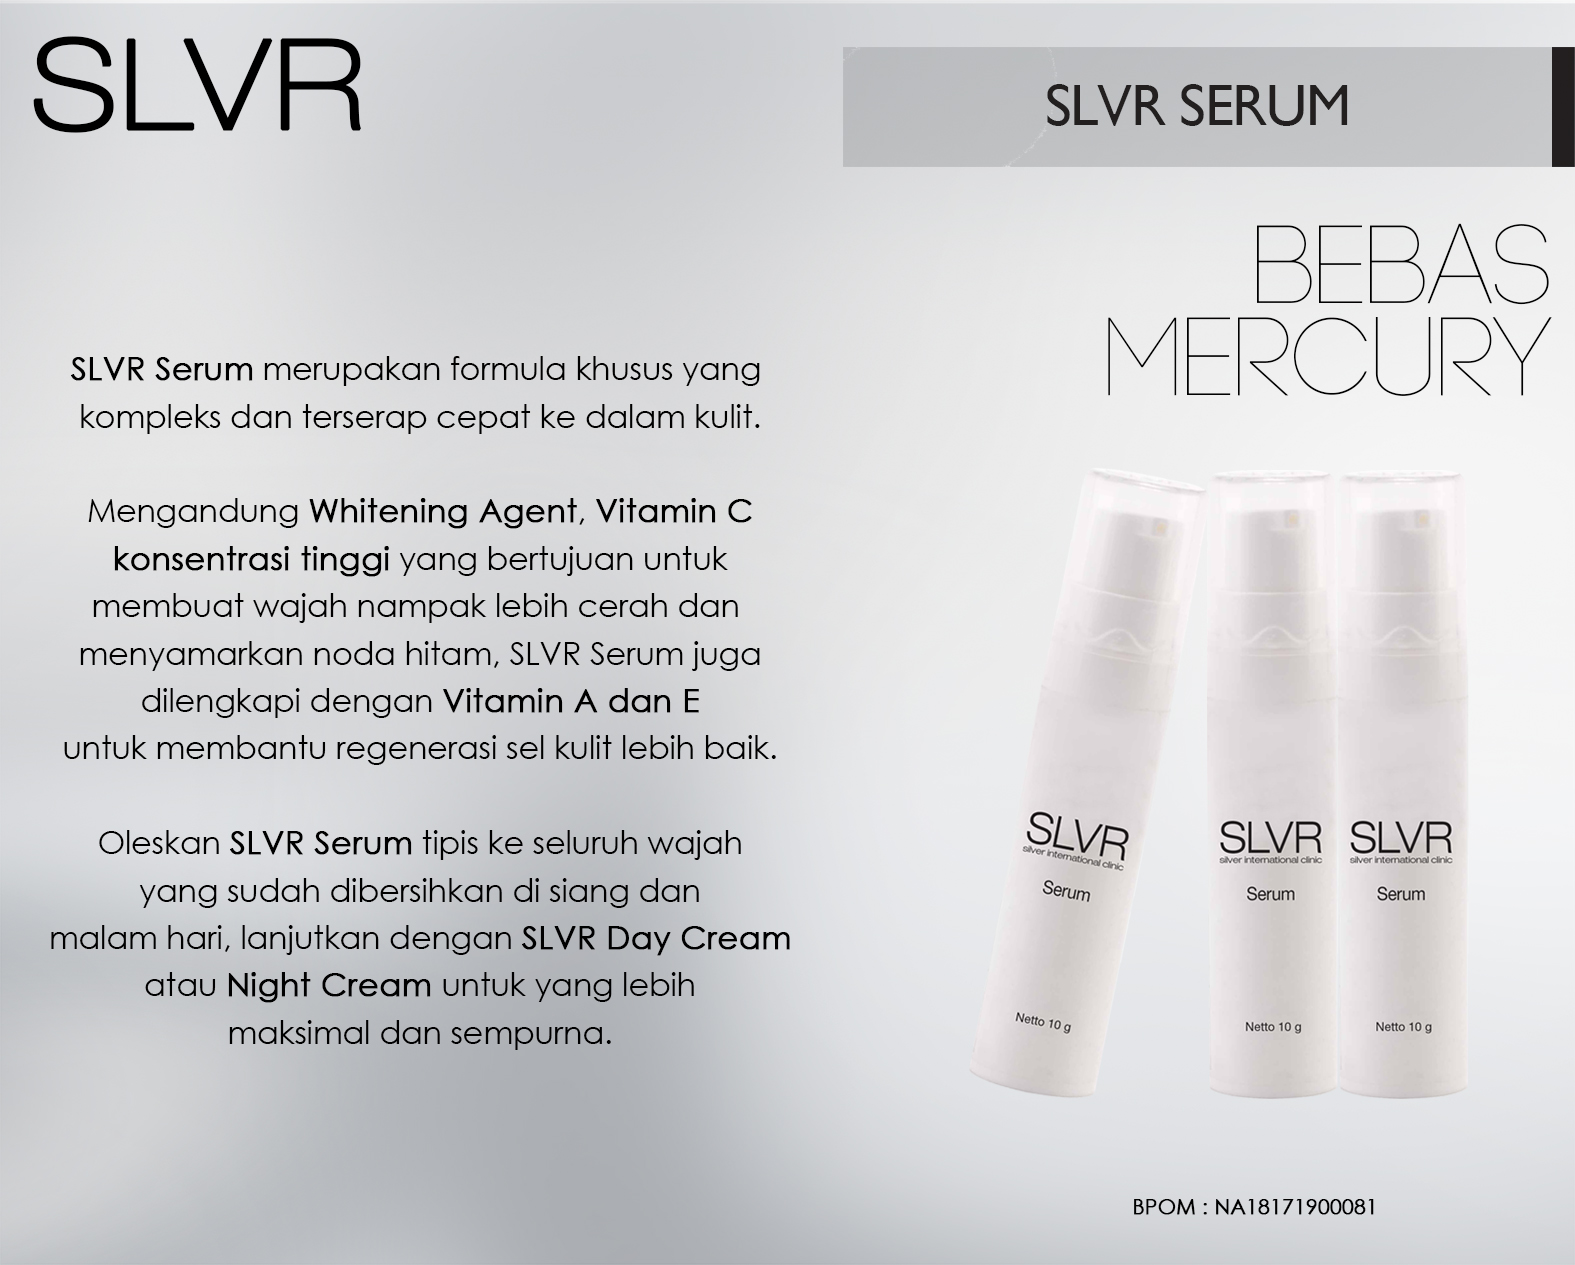 SLVR
SLVR SERUM
BEBAS
MERCURY
SLVR Serum merupakan formula khusus yang
kompleks dan terserap cepat ke dalam kulit.
Mengandung Whitening Agent, Vitamin C
konsentrasi tinggi yang bertujuan untuk
membuat wajah nampak lebih cerah dan
menyamarkan noda hitam, SLVR Serum juga
dilengkapi dengan Vitamin A dan E
untuk membantu regenerasi sel kulit lebih baik.
Oleskan SLVR Serum tipis ke seluruh wajah
yang sudah dibersihkan di siang dan
malam hari, lanjutkan dengan SLVR Day Cream
atau Night Cream untuk yang lebih
maksimal dan sempurna.
SLVR
silver international clinic
Serum
Netto 10 g
SLVR
silver international clinic
Serum
Netto 10 g
SLVR
silver international clinic
Serum
Netto 10 g
BPOM : NA18171900081